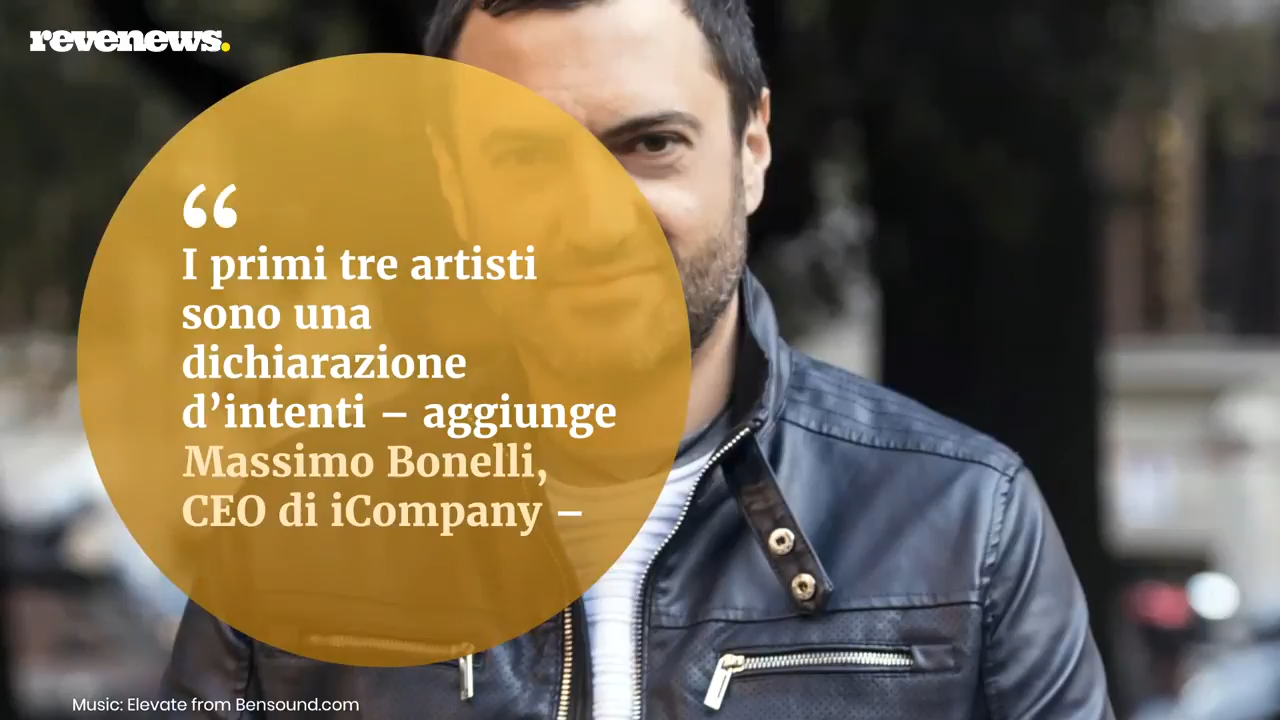 revenews.
“
I primi tre artisti
sono una
dichiarazione
d’intenti – aggiunge
Massimo Bonelli,
CEO di iCompany –
Music: Elevate from Bensound.com